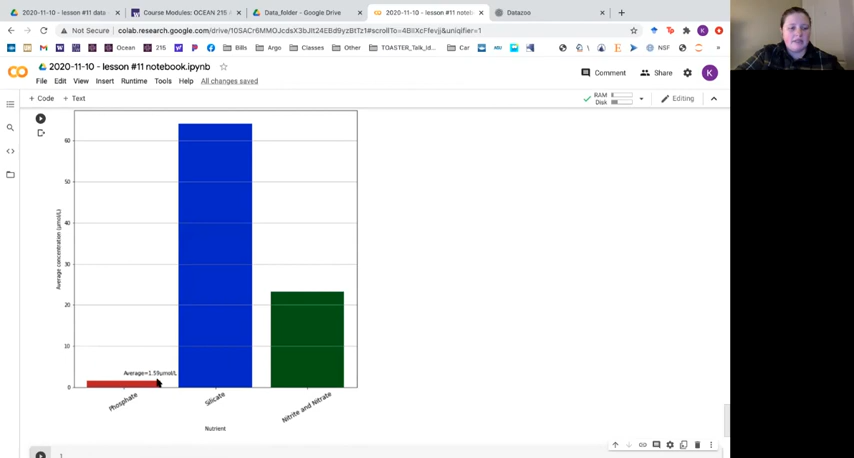 2020-11-10 - lesson #11 data
Course Modules: OCEAN 215
Data_folder - Google Drive
2020-11-10 - lesson #11 noteb
Datazoo
Not Secure
colab.research.google.com/drive/10SACr6MMOJcdsX3bJIt24EBd9yzBtTz1#scrollTo=4BIIXcFfevjj&uniqifier=1
Ocean
215
Bills
Argo
Classes
Other
TOASTER_Talk_Id...
Car
NSF
2020-11-10 - lesson #11 notebook.ipynb
File Edit View Insert Runtime Tools Help All changes saved
Comment
Share
K
+ Code + Text
RAM
Disk
Editing
60
50
40
30
20
10
0
Average concentration (μmol/L)
Average=1.59μmol/L
Phosphate
Silicate
Nitrite and Nitrate
Nutrient